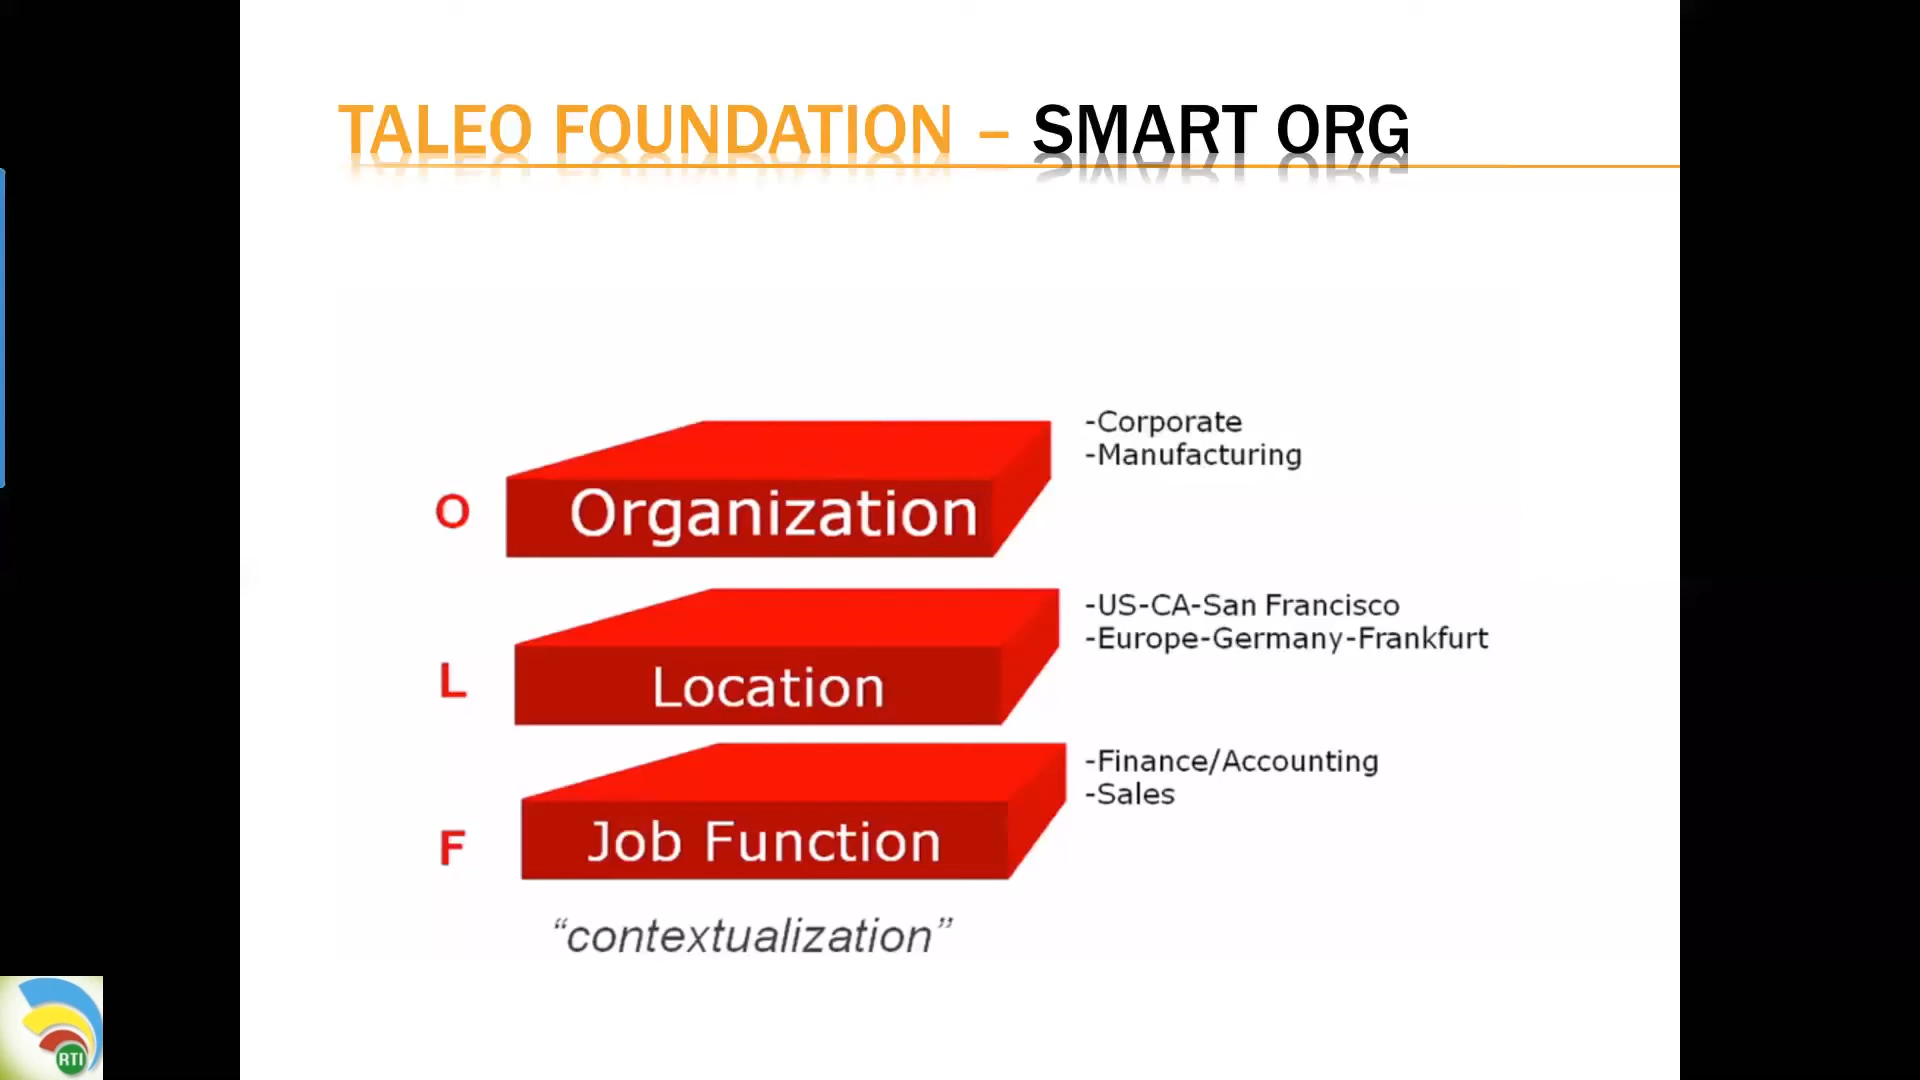 TALEO FOUNDATION – SMART ORG
-Corporate
-Manufacturing
O
Organization
-US-CA-San Francisco
-Europe-Germany-Frankfurt
L
Location
-Finance/Accounting
-Sales
F
Job Function
“contextualization”
RTI